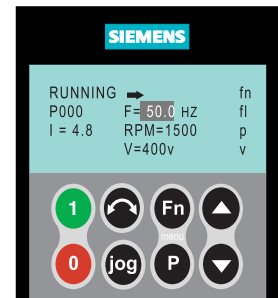 SIEMENS
RUNNING fn
P000 F= 50.0 HZ fl
I = 4.8 RPM=1500 p
V=400v v
1 Fn
menu
0 jog P